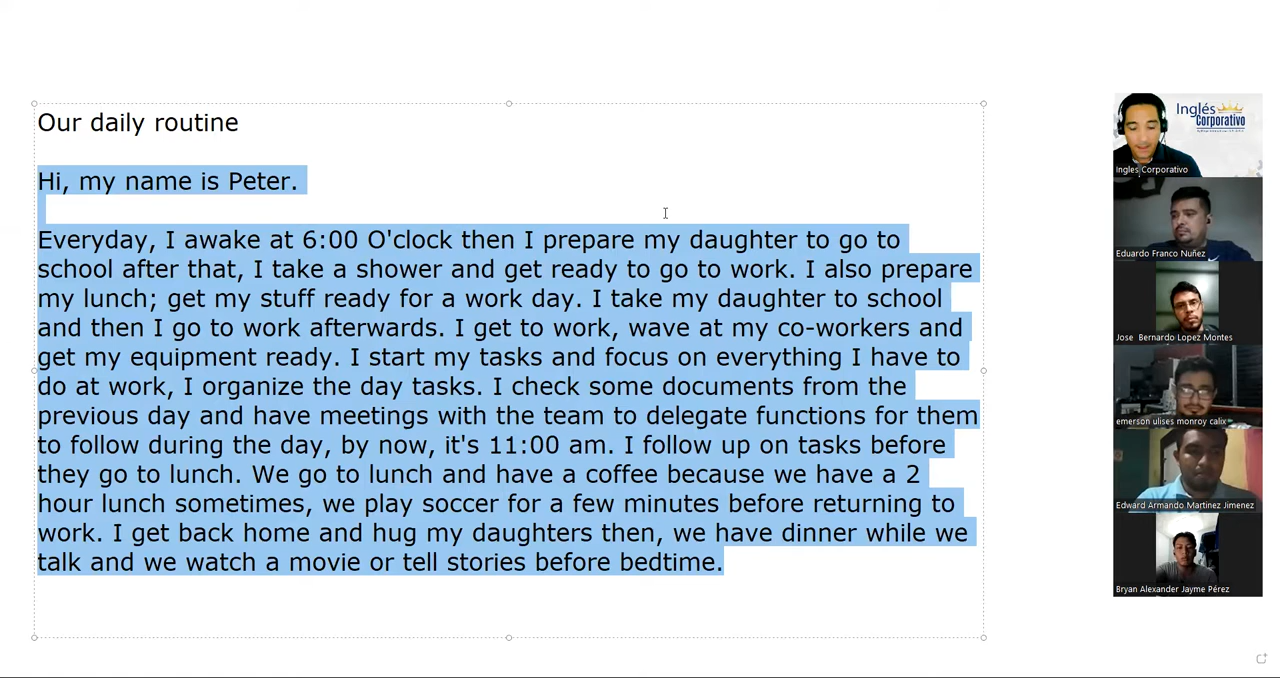 Our daily routine
Hi, my name is Peter.
Everyday, I awake at 6:00 O'clock then I prepare my daughter to go to
school after that, I take a shower and get ready to go to work. I also prepare
my lunch; get my stuff ready for a work day. I take my daughter to school
and then I go to work afterwards. I get to work, wave at my co-workers and
get my equipment ready. I start my tasks and focus on everything I have to
do at work, I organize the day tasks. I check some documents from the
previous day and have meetings with the team to delegate functions for them
to follow during the day, by now, it's 11:00 am. I follow up on tasks before
they go to lunch. We go to lunch and have a coffee because we have a 2
hour lunch sometimes, we play soccer for a few minutes before returning to
work. I get back home and hug my daughters then, we have dinner while we
talk and we watch a movie or tell stories before bedtime.
Inglés
Corporativo
Ingles Corporativo
Eduardo Franco Nuñez
Jose Bernardo Lopez Montes
emerson ulises monroy calix
Edward Armando Martinez Jimenez
Bryan Alexander Jayme Pérez